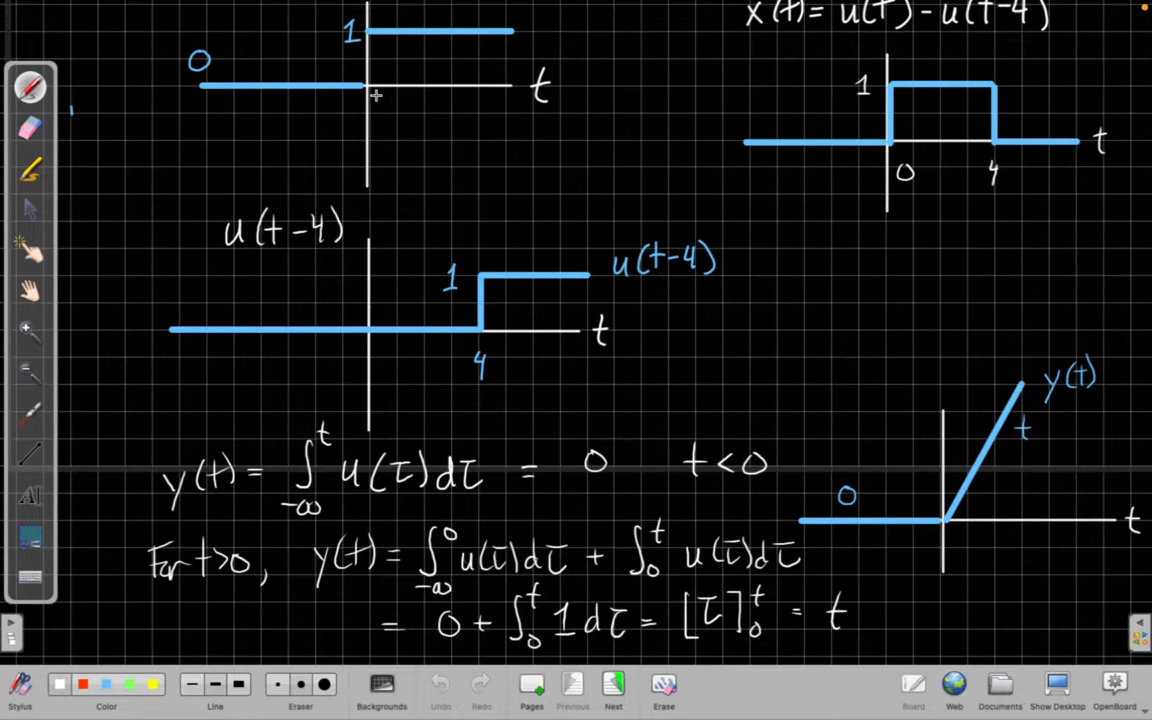 x(t) = u(t) - u(t-4)
1
0
t
1
t
0 4
u(t-4)
1
u(t-4)
t
4
y(t)
t
0
t
y(t) = ∫_{-∞}^{t} u(τ)dτ = 0 t<0
For t>0, y(t) = ∫_{-∞}^{0} u(τ)dτ + ∫_{0}^{t} u(τ)dτ
= 0 + ∫_{0}^{t} 1 dτ = [τ]_{0}^{t} = t
AI
Stylus Color Line Eraser Backgrounds Undo Redo Pages Previous Next Erase Board Web Documents Show Desktop OpenBoard